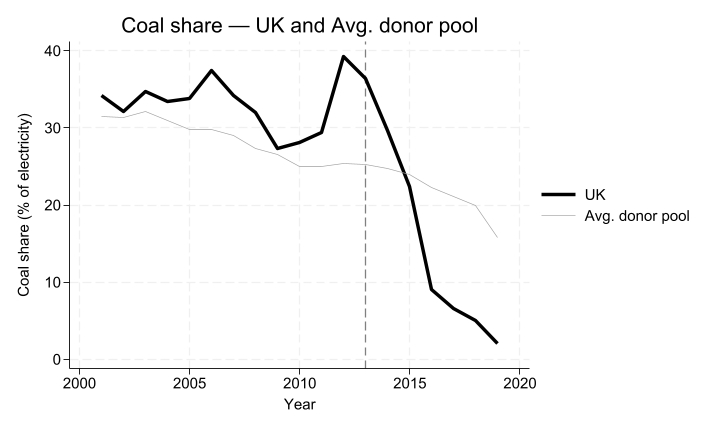 Coal share — UK and Avg. donor pool
Coal share (% of electricity)
40
30
20
10
0
2000 2005 2010 2015 2020
Year
UK
Avg. donor pool